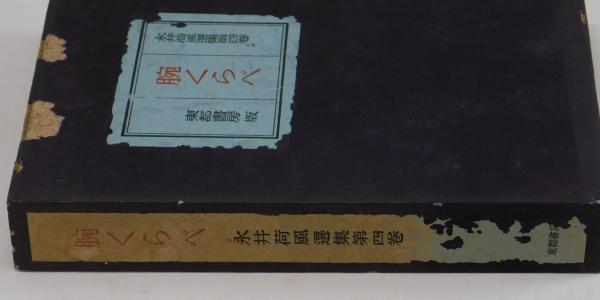 永井荷風選集第四巻
腕くらべ
東都書房版
腕くらべ
永井荷風選集第四巻
東都書房